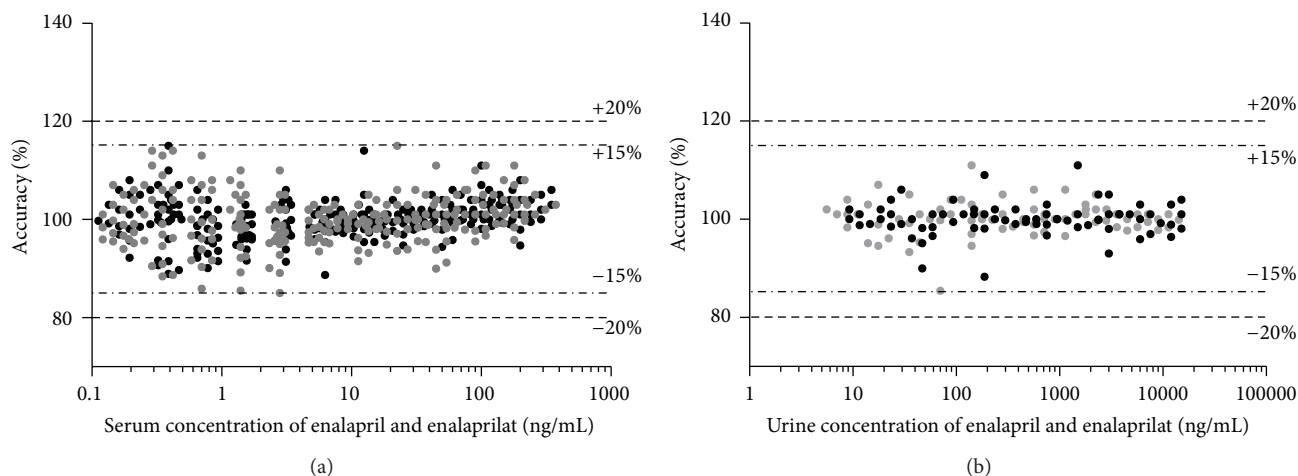 140
120
100
80
Accuracy (%)
+20%
+15%
−15%
−20%
0.1 1 10 100 1000
Serum concentration of enalapril and enalaprilat (ng/mL)
(a)
140
120
100
80
Accuracy (%)
+20%
+15%
−15%
−20%
1 10 100 1000 10000 100000
Urine concentration of enalapril and enalaprilat (ng/mL)
(b)